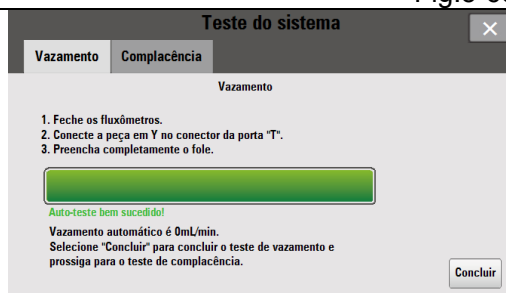 Teste do sistema
Vazamento Complacência
Vazamento
1. Feche os fluxômetros.
2. Conecte a peça em Y no conector da porta "T".
3. Preencha completamente o fole.
Auto-teste bem sucedido!
Vazamento automático é 0mL/min.
Selecione "Concluir" para concluir o teste de vazamento e
prossiga para o teste de complacência.
Concluir